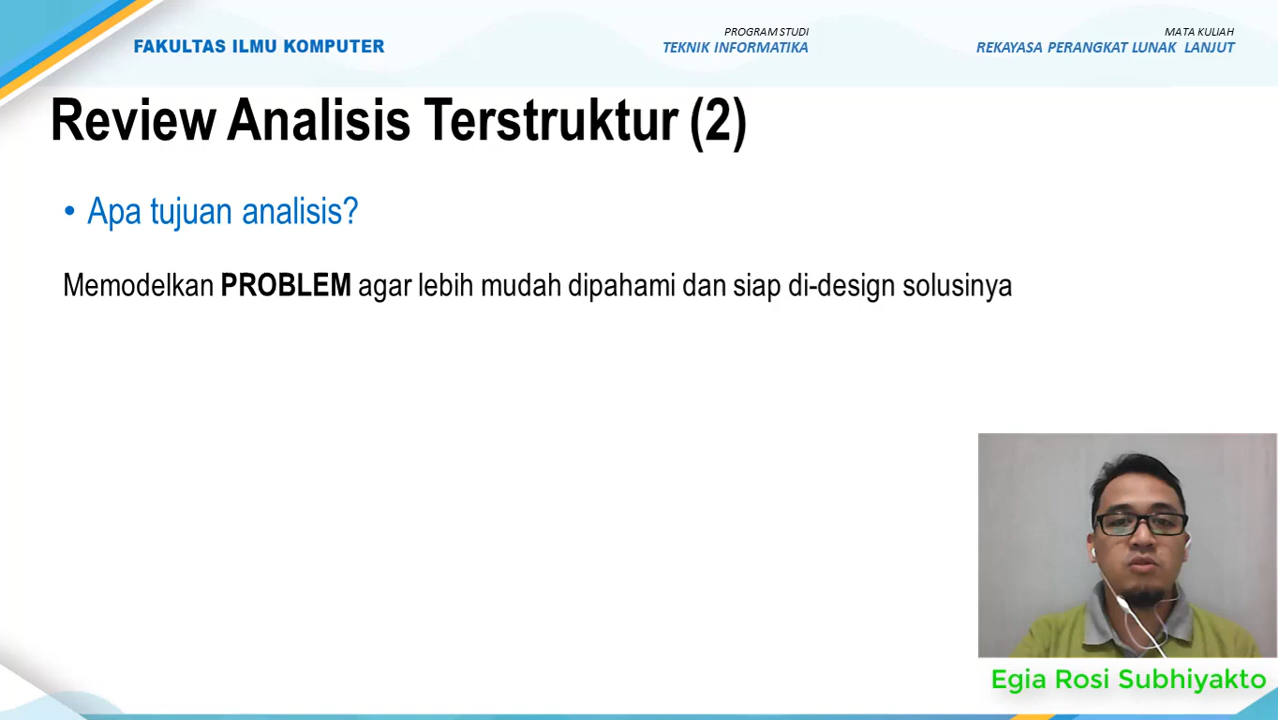 FAKULTAS ILMU KOMPUTER
PROGRAM STUDI
TEKNIK INFORMATIKA
MATA KULIAH
REKAYASA PERANGKAT LUNAK LANJUT
Review Analisis Terstruktur (2)
• Apa tujuan analisis?
Memodelkan PROBLEM agar lebih mudah dipahami dan siap di-design solusinya
Egia Rosi Subhiyakto